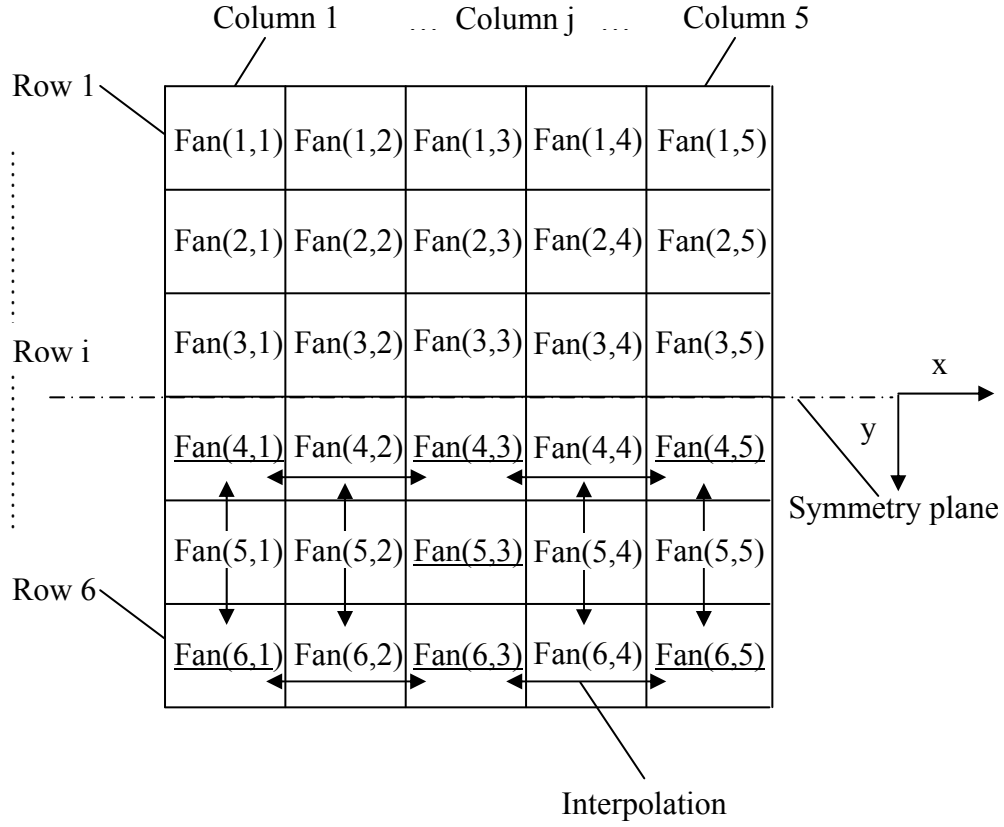 Column 1 ... Column j ... Column 5
Row 1
Fan(1,1) Fan(1,2) Fan(1,3) Fan(1,4) Fan(1,5)
Fan(2,1) Fan(2,2) Fan(2,3) Fan(2,4) Fan(2,5)
Fan(3,1) Fan(3,2) Fan(3,3) Fan(3,4) Fan(3,5)
Row i
x
Fan(4,1) Fan(4,2) Fan(4,3) Fan(4,4) Fan(4,5)
y
Symmetry plane
Fan(5,1) Fan(5,2) Fan(5,3) Fan(5,4) Fan(5,5)
Row 6
Fan(6,1) Fan(6,2) Fan(6,3) Fan(6,4) Fan(6,5)
Interpolation